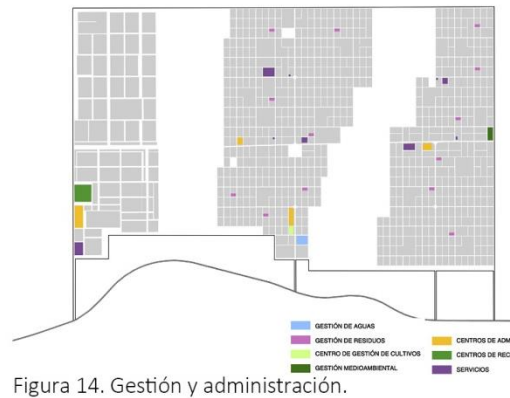 GESTIÓN DE AGUAS
GESTIÓN DE RESIDUOS
CENTRO DE GESTIÓN DE CULTIVOS
GESTIÓN MEDIOAMBIENTAL
CENTROS DE ADM
CENTROS DE REC
SERVICIOS
Figura 14. Gestión y administración.